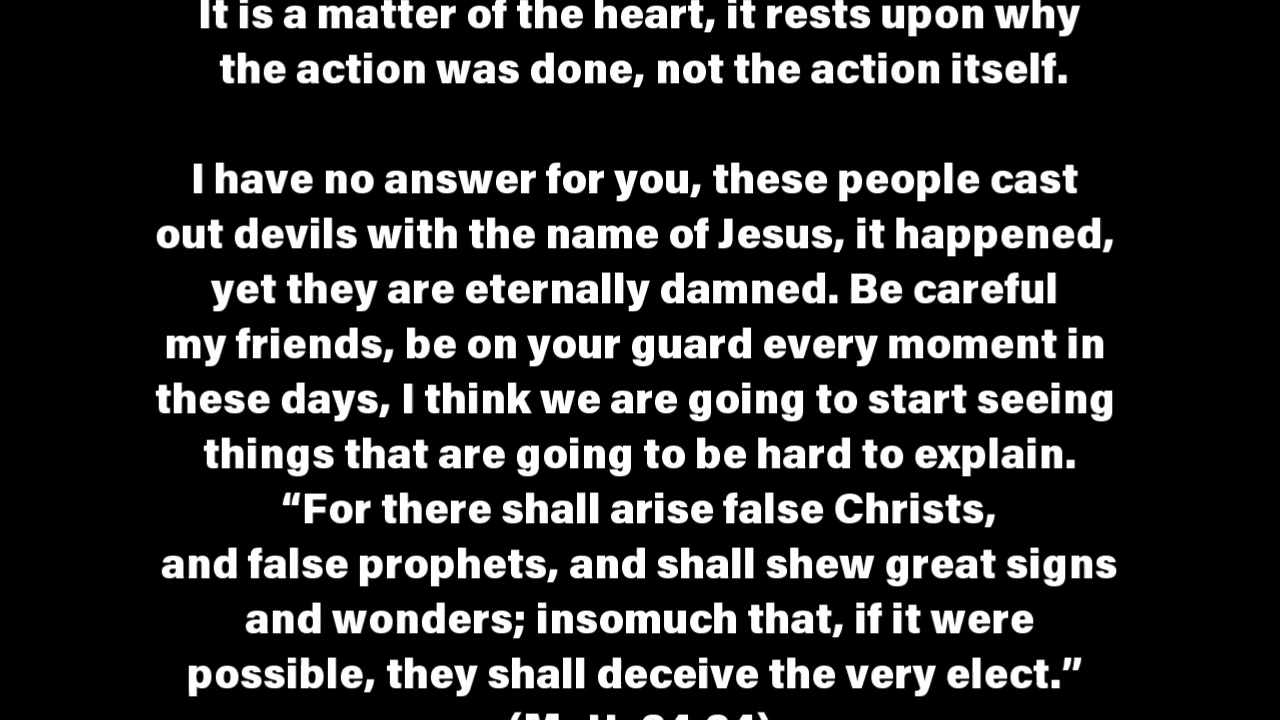 It is a matter of the heart, it rests upon why
the action was done, not the action itself.
I have no answer for you, these people cast
out devils with the name of Jesus, it happened,
yet they are eternally damned. Be careful
my friends, be on your guard every moment in
these days, I think we are going to start seeing
things that are going to be hard to explain.
“For there shall arise false Christs,
and false prophets, and shall shew great signs
and wonders; insomuch that, if it were
possible, they shall deceive the very elect.”